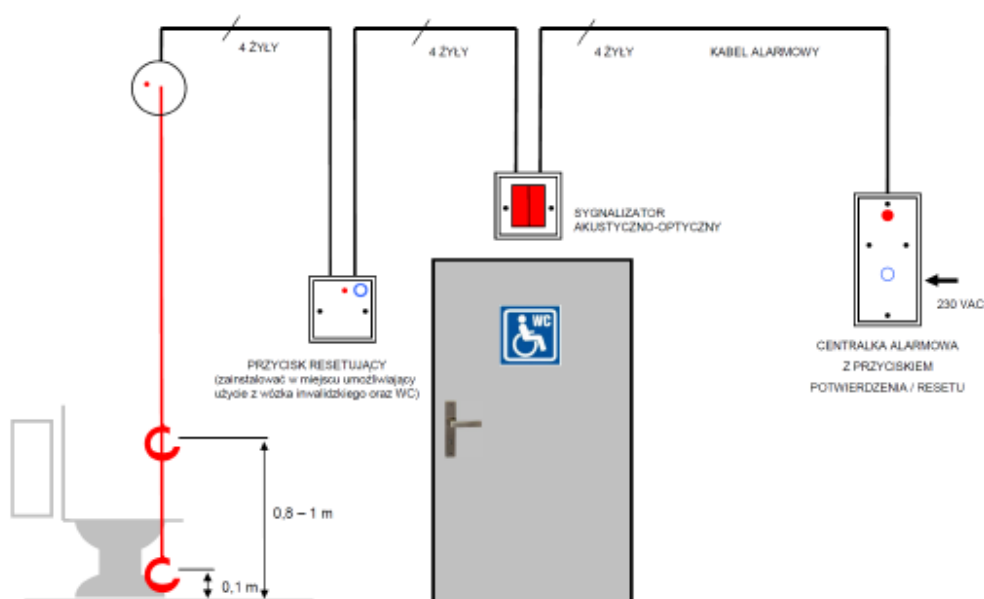 4 ŻYŁY
4 ŻYŁY
4 ŻYŁY
KABEL ALARMOWY
SYGNALIZATOR
AKUSTYCZNO-OPTYCZNY
WC
230 VAC
PRZYCISK RESETUJĄCY
(zainstalować w miejscu umożliwiający
użycie z wózka inwalidzkiego oraz WC)
CENTRALKA ALARMOWA
Z PRZYCISKIEM
POTWIERDZENIA / RESETU
0,8 – 1 m
0,1 m